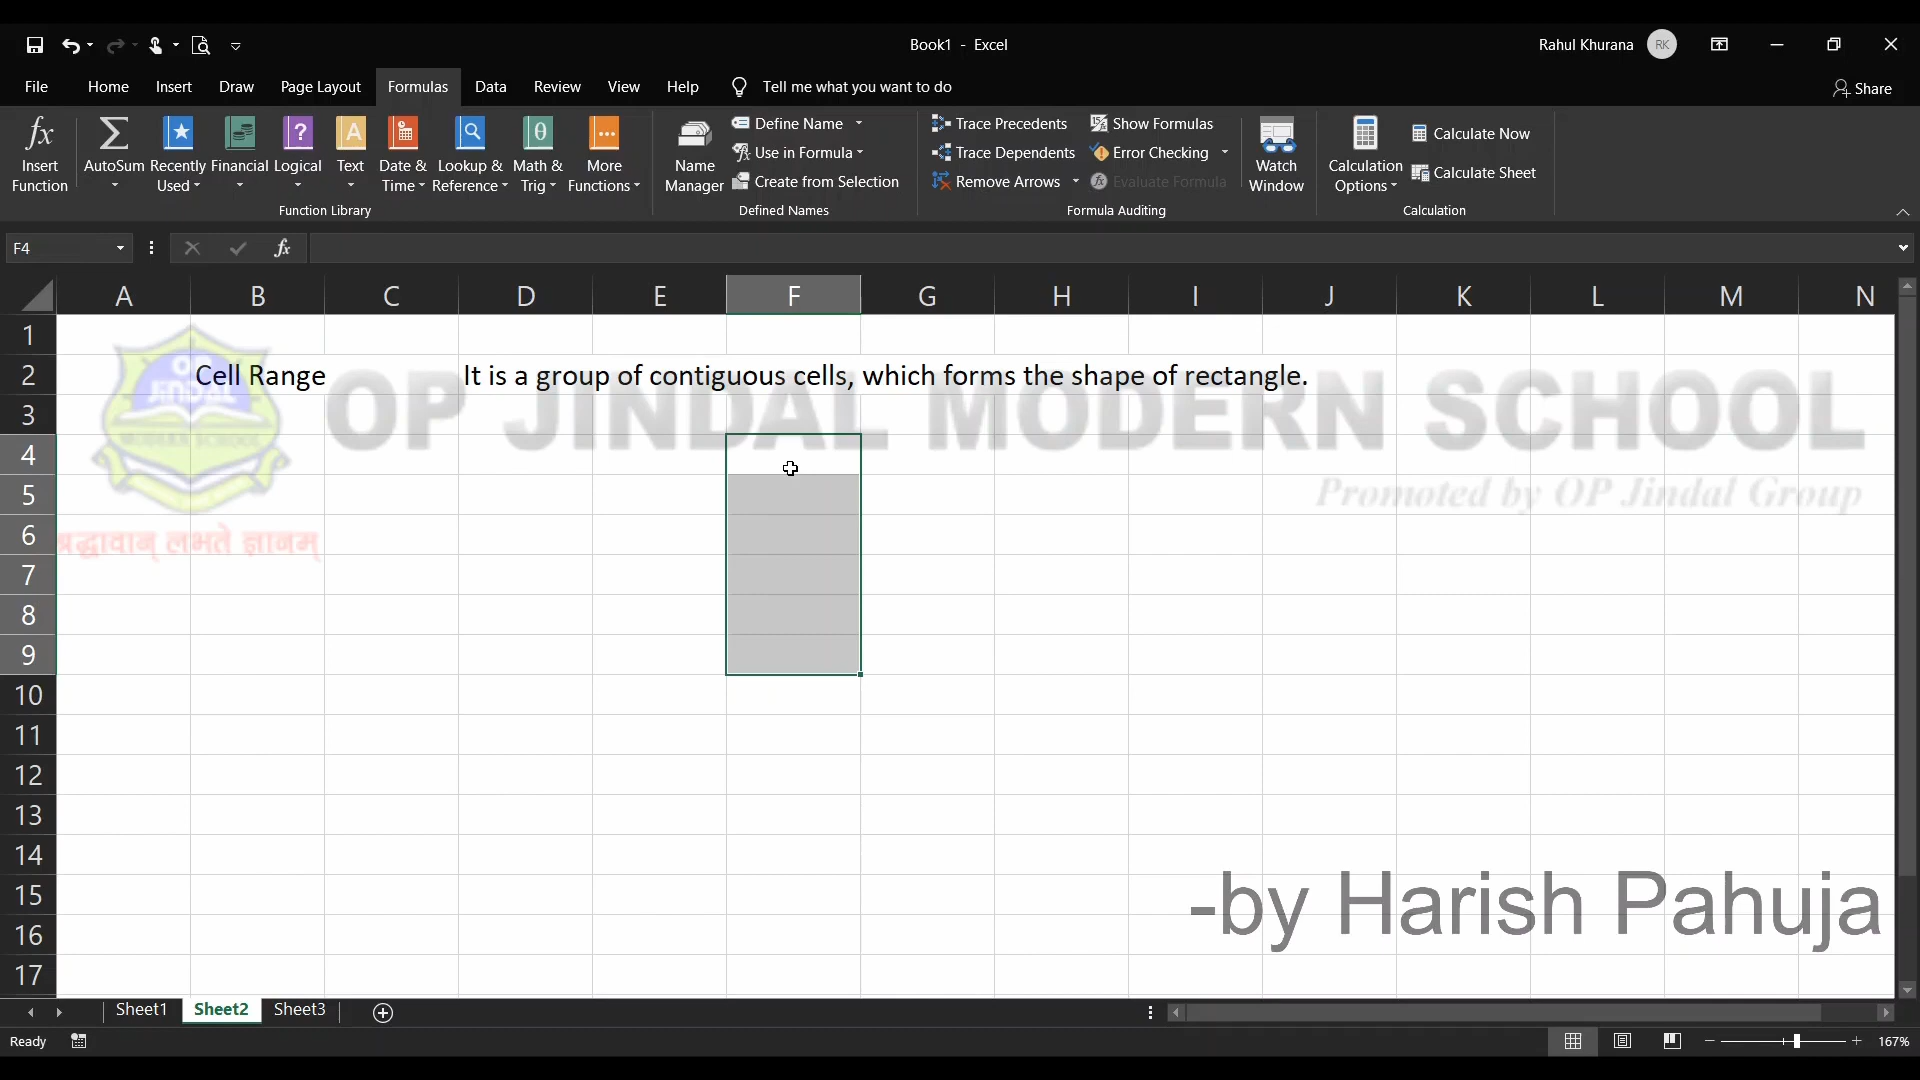 Book1 - Excel
Rahul Khurana RK
File Home Insert Draw Page Layout Formulas Data Review View Help Tell me what you want to do Share
Insert Function
AutoSum
Recently Used
Financial
Logical
Text
Date & Time
Lookup & Reference
Math & Trig
More Functions
Function Library
Name Manager
Define Name
Use in Formula
Create from Selection
Defined Names
Trace Precedents
Trace Dependents
Remove Arrows
Show Formulas
Error Checking
Evaluate Formula
Formula Auditing
Watch Window
Calculation Options
Calculate Now
Calculate Sheet
Calculation
F4
fx
A B C D E F G H I J K L M N
1
2 Cell Range It is a group of contiguous cells, which forms the shape of rectangle.
3
4
5
6
7
8
9
10
11
12
13
14
15
16
17
OP JINDAL
MODERN SCHOOL
श्रद्धावान् लभते ज्ञानम्
OP JINDAL MODERN SCHOOL
Promoted by OP Jindal Group
-by Harish Pahuja
Sheet1 Sheet2 Sheet3
Ready
167%